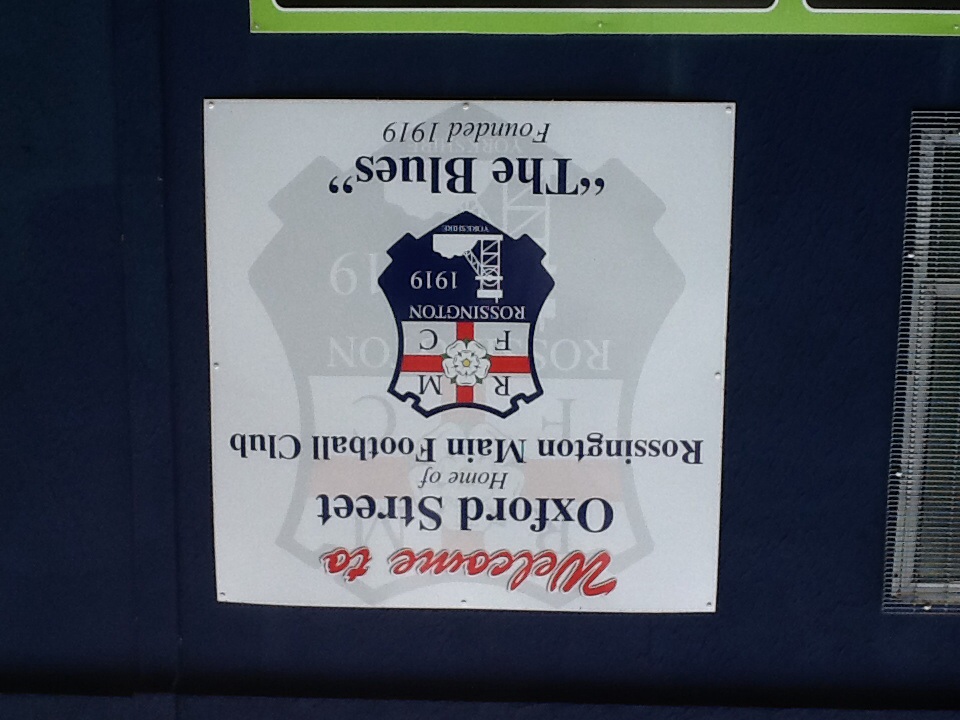 Welcome to
Oxford Street
Home of
Rossington Main Football Club
R M
F C
ROSSINGTON
1919
YORKSHIRE
"The Blues"
Founded 1919